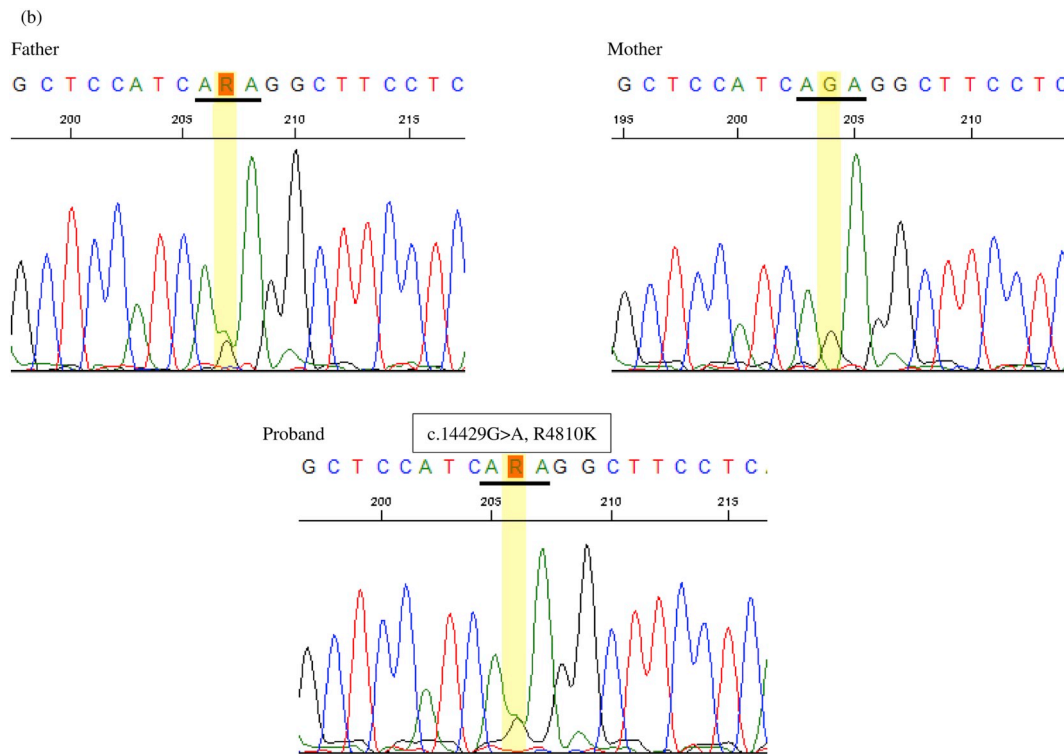 (b)
Father
G C T C C A T C A R A G G C T T C C T C
200 205 210 215
Mother
G C T C C A T C A G A G G C T T C C T C
195 200 205 210
Proband
c.14429G>A, R4810K
G C T C C A T C A R A G G C T T C C T C
200 205 210 215